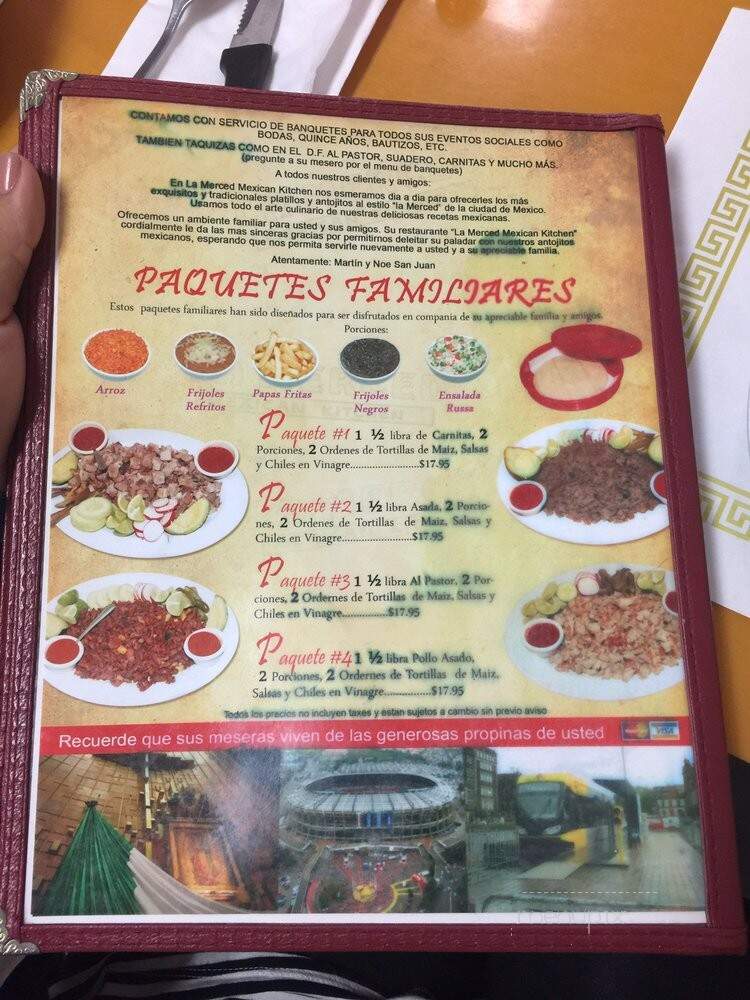 CONTAMOS CON SERVICIO DE BANQUETES PARA TODOS SUS EVENTOS SOCIALES COMO
BODAS, QUINCE AÑOS, BAUTIZOS, ETC.
TAMBIEN TAQUIZAS COMO EN EL D.F. AL PASTOR, SUADERO, CARNITAS Y MUCHO MÁS.
(pregunte a su mesero por el menu de banquetes)
A todos nuestros clientes y amigos:
En La Merced Mexican Kitchen nos esmeramos dia a dia para ofrecerles los más
exquisitos y tradicionales platillos y antojitos al estilo "la Merced" de la ciudad de Mexico.
Usamos todo el arte culinario de nuestras deliciosas recetas mexicanas.
Ofrecemos un ambiente familiar para usted y sus amigos. Su restaurante "La Merced Mexican Kitchen"
cordialmente le da las mas sinceras gracias por permitirnos deleitar su paladar con nuestros antojitos
mexicanos, esperando que nos permita servirle nuevamente a usted y a su apreciable familia.
Atentamente: Martín y Noe San Juan
PAQUETES FAMILIARES
Estos paquetes familiares han sido diseñados para ser disfrutados en compania de su apreciable familia y amigos.
Porciones:
Arroz
Frijoles
Refritos
Papas Fritas
Frijoles
Negros
Ensalada
Rusa
Paquete #1 1 ½ libra de Carnitas, 2
Porciones, 2 Ordenes de Tortillas de Maiz, Salsas
y Chiles en Vinagre............................$17.95
Paquete #2 1 ½ libra Asada, 2 Porcio-
nes, 2 Ordenes de Tortillas de Maiz, Salsas y
Chiles en Vinagre............................$17.95
Paquete #3 1 ½ libra Al Pastor, 2 Por-
ciones, 2 Ordernes de Tortillas de Maiz, Salsas y
Chiles en Vinagre..................$17.95
Paquete #4 1 ½ libra Pollo Asado,
2 Porciones, 2 Ordernes de Tortillas de Maiz,
Salsas y Chiles en Vinagre...................$17.95
Todos los precios no incluyen taxes y estan sujetos a cambio sin previo aviso
Recuerde que sus meseras viven de las generosas propinas de usted
VISA